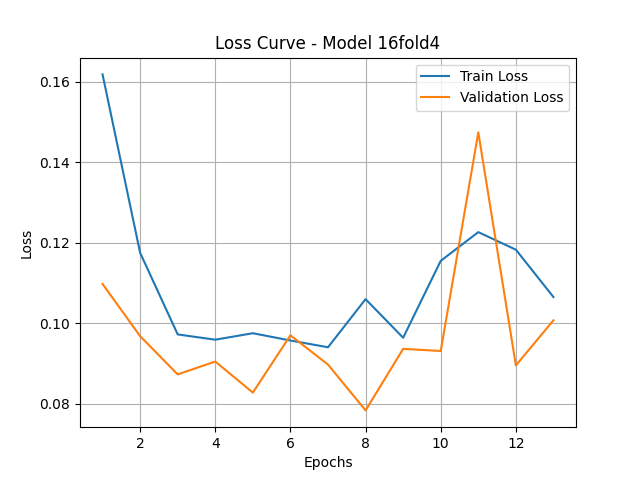 Loss Curve - Model 16fold4
Train Loss
Validation Loss
0.16
0.14
0.12
0.10
0.08
Loss
2
4
6
8
10
12
Epochs